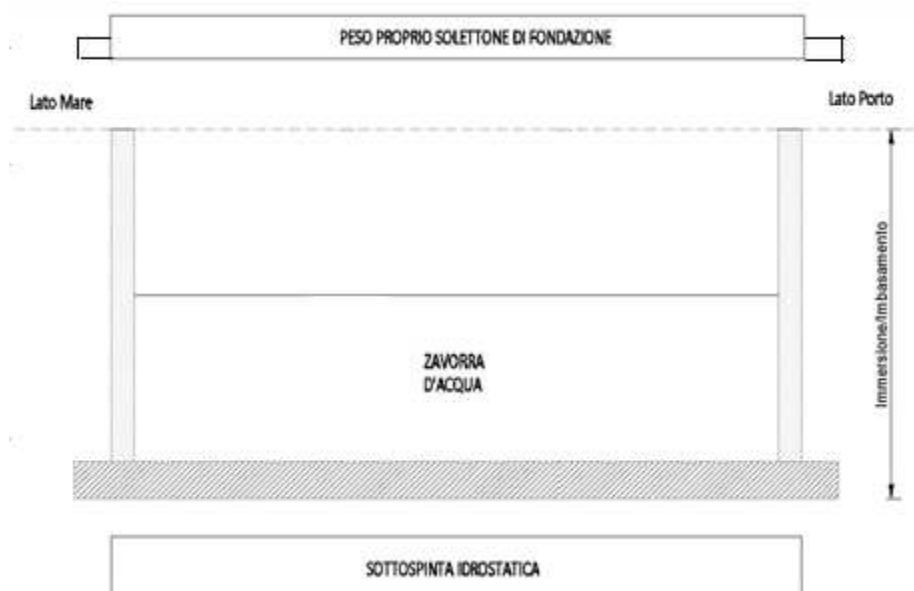 PESO PROPRIO SOLETTONE DI FONDAZIONE
Lato Mare
Lato Porto
Immersione/Imbasamento
ZAVORRA
D'ACQUA
SOTTOSPINTA IDROSTATICA